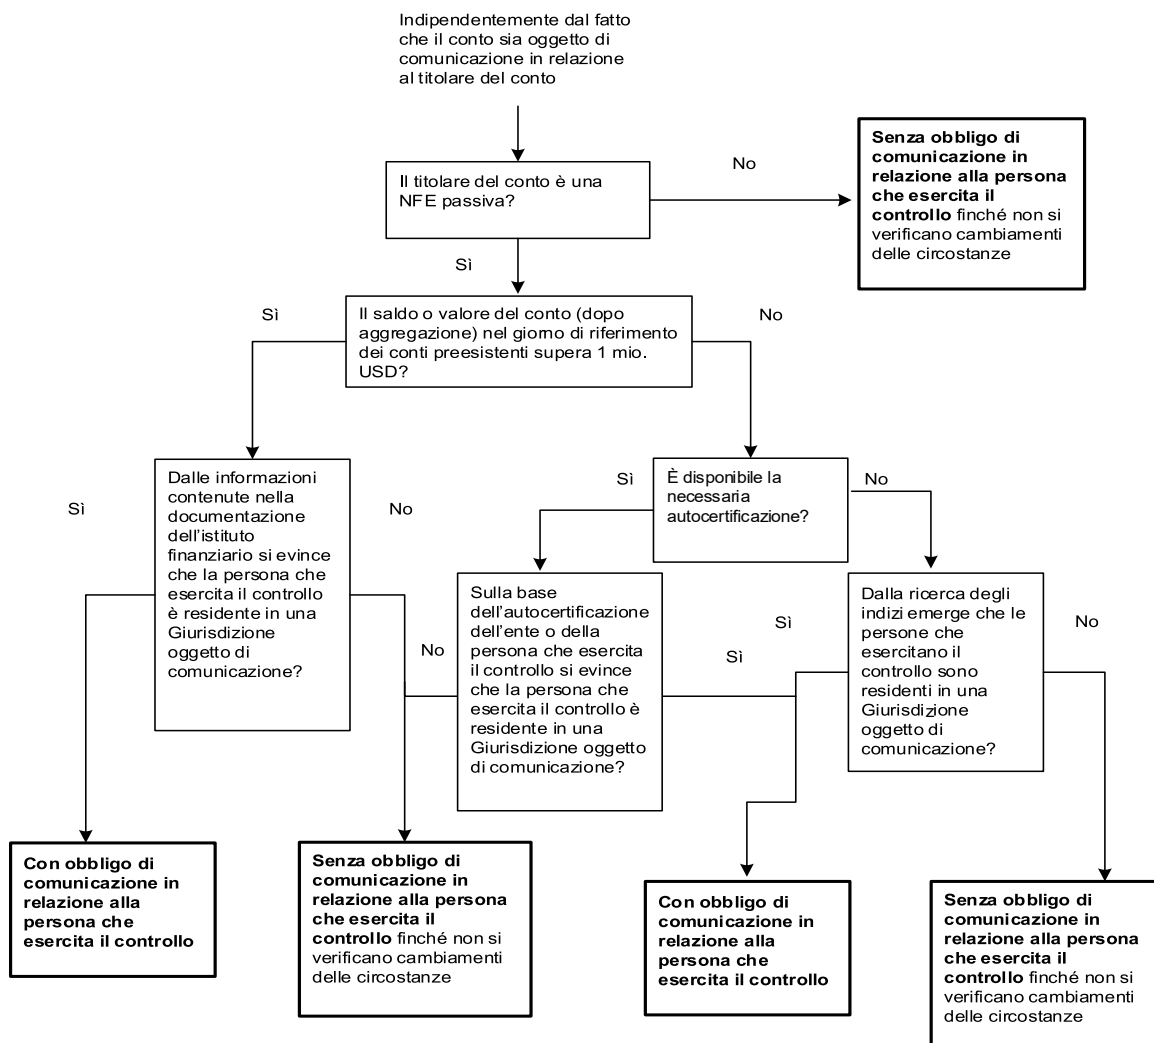 Indipendentemente dal fatto
che il conto sia oggetto di
comunicazione in relazione
al titolare del conto
Il titolare del conto è una
NFE passiva?
No
Senza obbligo di
comunicazione in
relazione alla persona
che esercita il
controllo finché non si
verificano cambiamenti
delle circostanze
Sì
Sì
Il saldo o valore del conto (dopo
aggregazione) nel giorno di riferimento
dei conti preesistenti supera 1 mio.
USD?
No
Sì
Dalle informazioni
contenute nella
documentazione
dell'istituto
finanziario si evince
che la persona che
esercita il controllo
è residente in una
Giurisdizione
oggetto di
comunicazione?
No
Sì
È disponibile la
necessaria
autocertificazione?
No
No
Sulla base
dell'autocertificazione
dell'ente o della
persona che esercita
il controllo si evince
che la persona che
esercita il controllo è
residente in una
Giurisdizione oggetto
di comunicazione?
Sì
Sì
Dalla ricerca degli
indizi emerge che le
persone che
esercitano il
controllo sono
residenti in una
Giurisdizione
oggetto di
comunicazione?
No
Con obbligo di
comunicazione in
relazione alla
persona che
esercita il controllo
Senza obbligo di
comunicazione in
relazione alla persona
che esercita il
controllo finché non si
verificano cambiamenti
delle circostanze
Con obbligo di
comunicazione in
relazione alla
persona che
esercita il controllo
Senza obbligo di
comunicazione in
relazione alla persona
che esercita il
controllo finché non si
verificano cambiamenti
delle circostanze